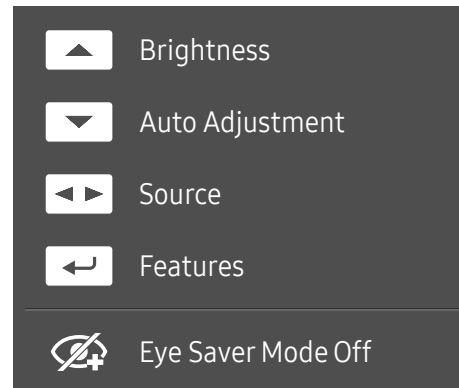 Brightness
Auto Adjustment
Source
Features
Eye Saver Mode Off